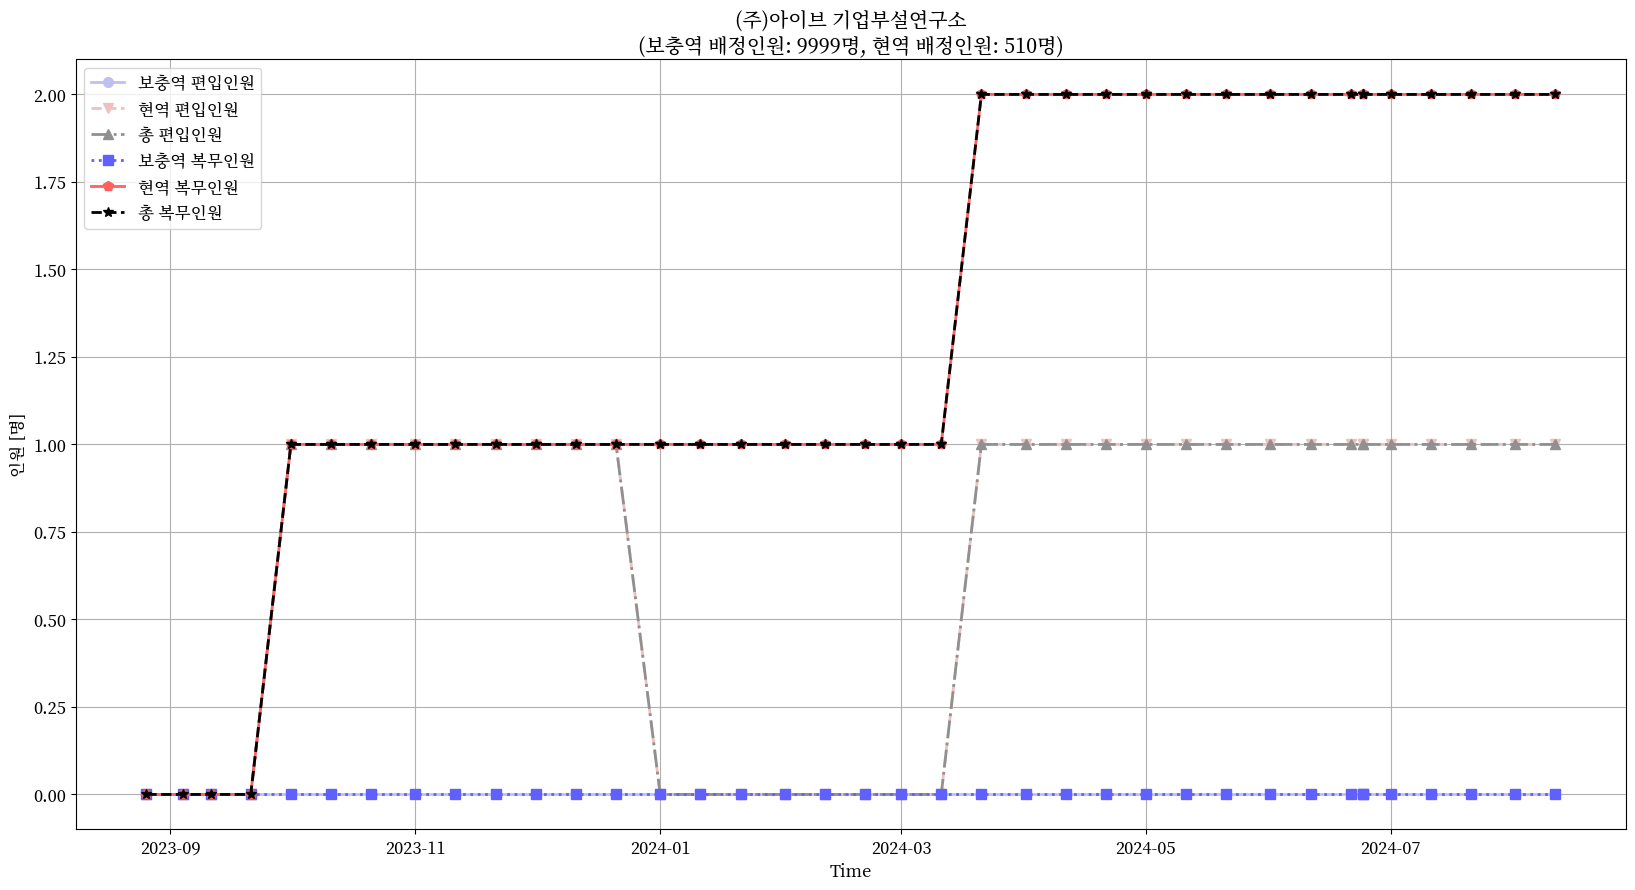 (주)아이브 기업부설연구소
(보충역 배정인원: 9999명, 현역 배정인원: 510명)
보충역 편입인원
현역 편입인원
총 편입인원
보충역 복무인원
현역 복무인원
총 복무인원
인원 [명]
2.00
1.75
1.50
1.25
1.00
0.75
0.50
0.25
0.00
2023-09
2023-11
2024-01
2024-03
2024-05
2024-07
Time